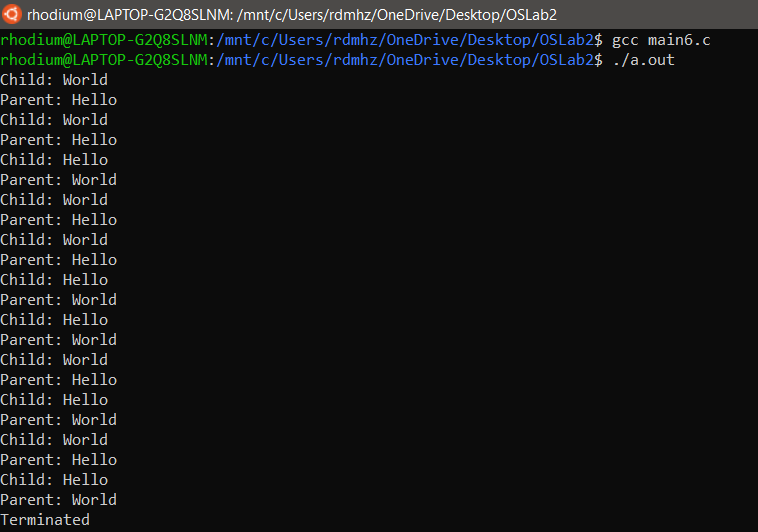 rhodium@LAPTOP-G2Q8SLNM: /mnt/c/Users/rdmhz/OneDrive/Desktop/OSLab2
rhodium@LAPTOP-G2Q8SLNM:/mnt/c/Users/rdmhz/OneDrive/Desktop/OSLab2$ gcc main6.c
rhodium@LAPTOP-G2Q8SLNM:/mnt/c/Users/rdmhz/OneDrive/Desktop/OSLab2$ ./a.out
Child: World
Parent: Hello
Child: World
Parent: Hello
Child: Hello
Parent: World
Child: World
Parent: Hello
Child: World
Parent: Hello
Child: Hello
Parent: World
Child: Hello
Parent: World
Child: World
Parent: Hello
Child: Hello
Parent: World
Child: World
Parent: Hello
Child: Hello
Parent: World
Terminated